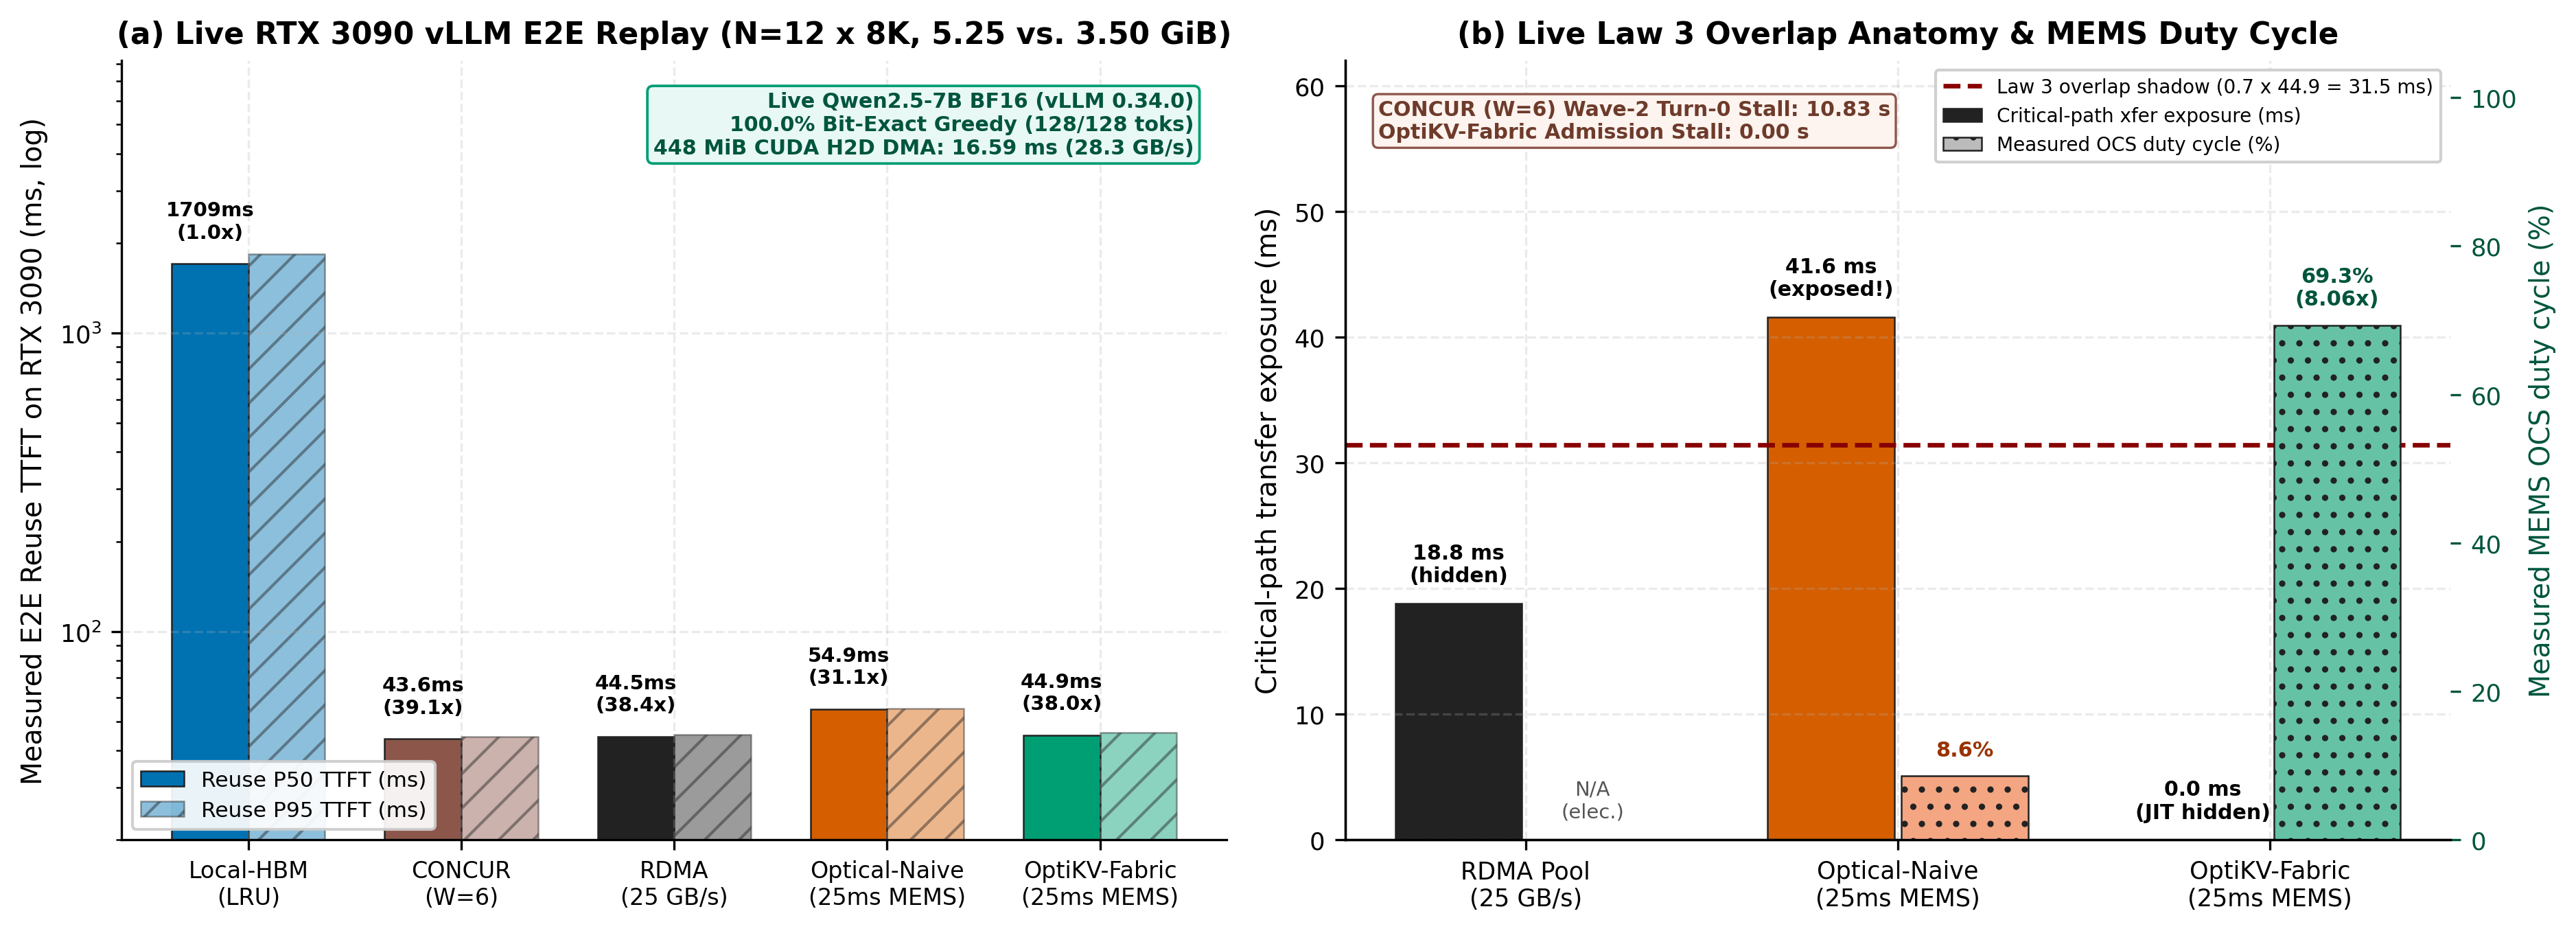 (a) Live RTX 3090 vLLM E2E Replay (N=12 x 8K, 5.25 vs. 3.50 GiB)
Measured E2E Reuse TTFT on RTX 3090 (ms, log)
10³
10²
Live Qwen2.5-7B BF16 (vLLM 0.34.0)
100.0% Bit-Exact Greedy (128/128 toks)
448 MiB CUDA H2D DMA: 16.59 ms (28.3 GB/s)
1709ms
(1.0x)
43.6ms
(39.1x)
44.5ms
(38.4x)
54.9ms
(31.1x)
44.9ms
(38.0x)
Reuse P50 TTFT (ms)
Reuse P95 TTFT (ms)
Local-HBM
(LRU)
CONCUR
(W=6)
RDMA
(25 GB/s)
Optical-Naive
(25ms MEMS)
OptiKV-Fabric
(25ms MEMS)
(b) Live Law 3 Overlap Anatomy & MEMS Duty Cycle
Critical-path transfer exposure (ms)
60
50
40
30
20
10
0
CONCUR (W=6) Wave-2 Turn-0 Stall: 10.83 s
OptiKV-Fabric Admission Stall: 0.00 s
Law 3 overlap shadow (0.7 x 44.9 = 31.5 ms)
Critical-path xfer exposure (ms)
Measured OCS duty cycle (%)
18.8 ms
(hidden)
N/A
(elec.)
41.6 ms
(exposed!)
8.6%
0.0 ms
(JIT hidden)
69.3%
(8.06x)
RDMA Pool
(25 GB/s)
Optical-Naive
(25ms MEMS)
OptiKV-Fabric
(25ms MEMS)
100
80
60
40
20
0
Measured MEMS OCS duty cycle (%)